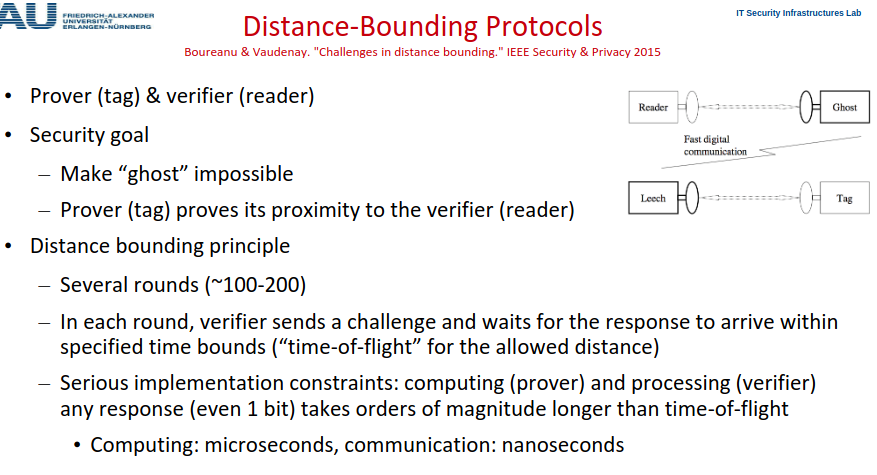 AU
FRIEDRICH-ALEXANDER
UNIVERSITÄT
ERLANGEN-NÜRNBERG
Distance-Bounding Protocols
IT Security Infrastructures Lab
Boureanu & Vaudenay. "Challenges in distance bounding." IEEE Security & Privacy 2015
• Prover (tag) & verifier (reader)
• Security goal
– Make “ghost” impossible
– Prover (tag) proves its proximity to the verifier (reader)
Reader
Ghost
Fast digital
communication
Leech
Tag
• Distance bounding principle
– Several rounds (~100-200)
– In each round, verifier sends a challenge and waits for the response to arrive within
specified time bounds (“time-of-flight” for the allowed distance)
– Serious implementation constraints: computing (prover) and processing (verifier)
any response (even 1 bit) takes orders of magnitude longer than time-of-flight
• Computing: microseconds, communication: nanoseconds